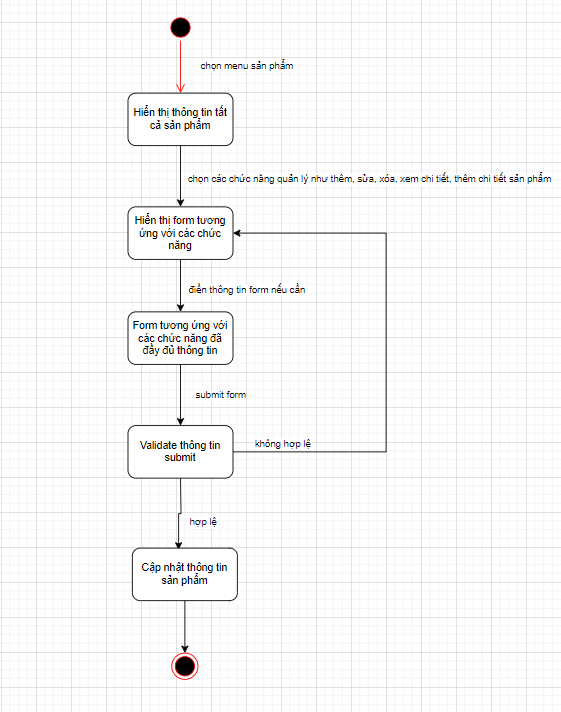 chọn menu sản phẩm
Hiển thị thông tin tất
cả sản phẩm
chọn các chức năng quản lý như thêm, sửa, xóa, xem chi tiết, thêm chi tiết sản phẩm
Hiển thị form tương
ứng với các chức
năng
điền thông tin form nếu cần
Form tương ứng với
các chức năng đã
đầy đủ thông tin
submit form
Validate thông tin
submit
không hợp lệ
hợp lệ
Cập nhật thông tin
sản phẩm